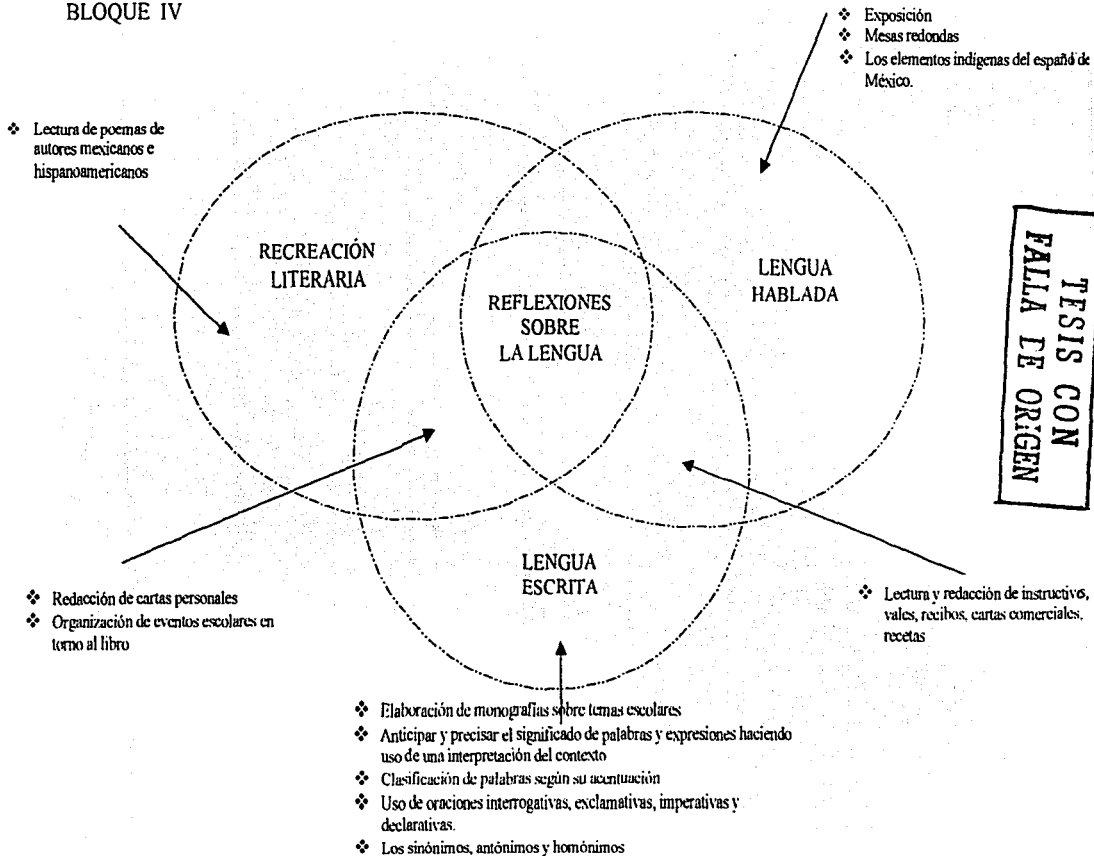 BLOQUE IV
❖ Exposición
❖ Mesas redondas
❖ Los elementos indígenas del español de
México.
❖ Lectura de poemas de
autores mexicanos e
hispanoamericanos
RECREACIÓN
LITERARIA
LENGUA
HABLADA
REFLEXIONES
SOBRE
LA LENGUA
TESIS CON
FALLA DE ORIGEN
LENGUA
ESCRITA
❖ Redacción de cartas personales
❖ Organización de eventos escolares en
torno al libro
❖ Lectura y redacción de instructivos,
vales, recibos, cartas comerciales,
recetas
❖ Elaboración de monografías sobre temas escolares
❖ Anticipar y precisar el significado de palabras y expresiones haciendo
uso de una interpretación del contexto
❖ Clasificación de palabras según su acentuación
❖ Uso de oraciones interrogativas, exclamativas, imperativas y
declarativas.
❖ Los sinónimos, antónimos y homónimos